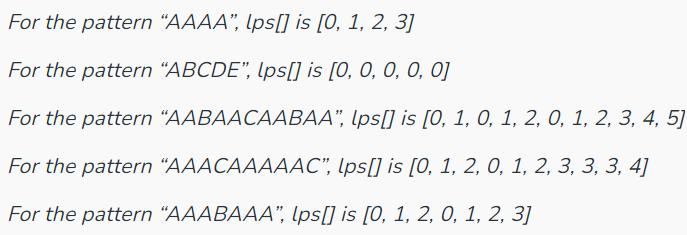 For the pattern “AAAA”, lps[] is [0, 1, 2, 3]
For the pattern “ABCDE”, lps[] is [0, 0, 0, 0, 0]
For the pattern “AABAACAABAA”, lps[] is [0, 1, 0, 1, 2, 0, 1, 2, 3, 4, 5]
For the pattern “AAACAAAAAC”, lps[] is [0, 1, 2, 0, 1, 2, 3, 3, 3, 4]
For the pattern “AAABAAA”, lps[] is [0, 1, 2, 0, 1, 2, 3]